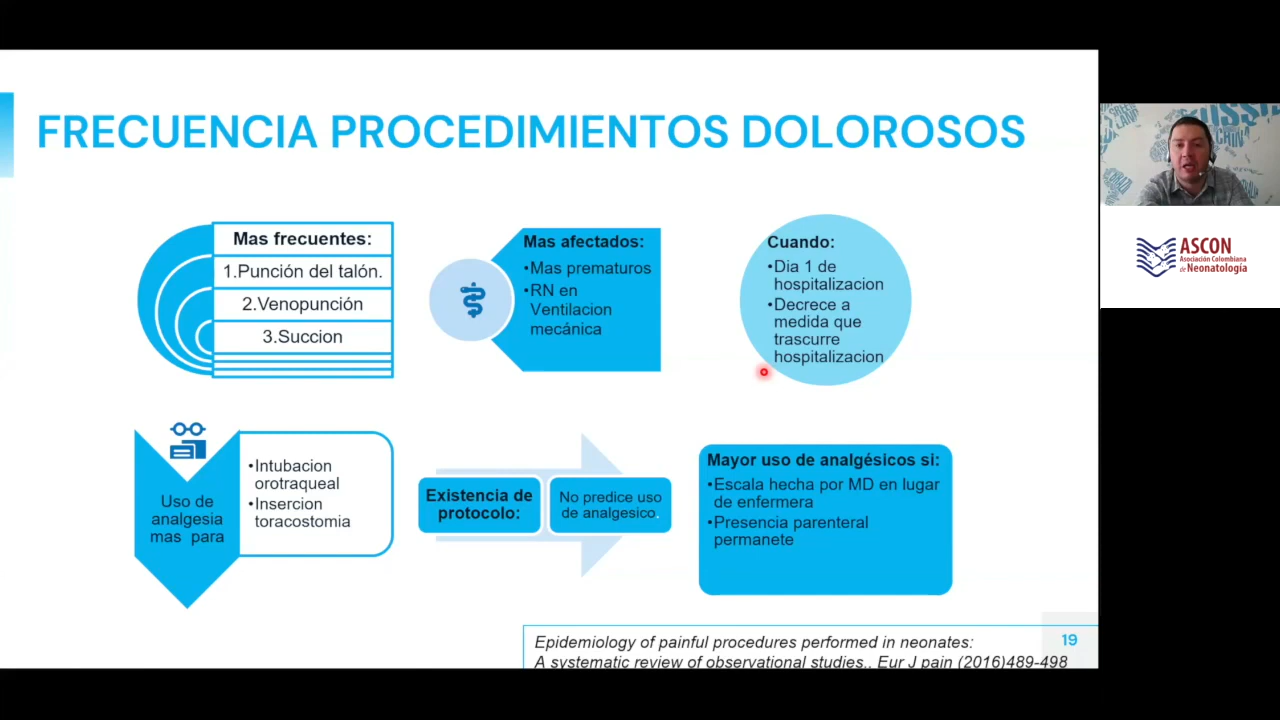 FRECUENCIA PROCEDIMIENTOS DOLOROSOS
Mas frecuentes:
1.Punción del talón.
2.Venopunción
3.Succion
Mas afectados:
•Mas prematuros
•RN en
Ventilacion
mecánica
Cuando:
•Dia 1 de
hospitalizacion
•Decrece a
medida que
trascurre
hospitalizacion
Uso de
analgesia
mas para
•Intubacion
orotraqueal
•Insercion
toracostomia
Existencia de
protocolo:
No predice uso
de analgesico.
Mayor uso de analgésicos si:
•Escala hecha por MD en lugar
de enfermera
•Presencia parenteral
permanete
Epidemiology of painful procedures performed in neonates:
A systematic review of observational studies.. Eur J pain (2016)489-498
19
ASCON
Asociación Colombiana
de Neonatología